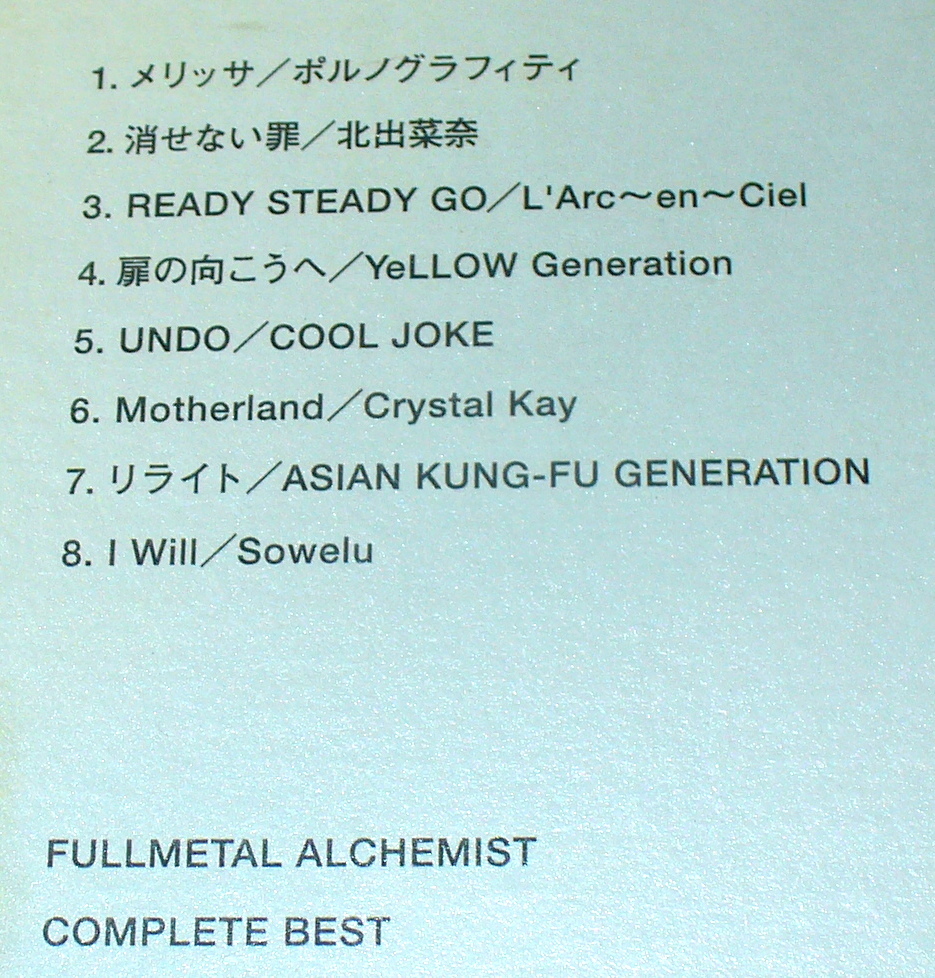 1. メリッサ／ポルノグラフィティ
2. 消せない罪／北出菜奈
3. READY STEADY GO／L'Arc〜en〜Ciel
4. 扉の向こうへ／YeLLOW Generation
5. UNDO／COOL JOKE
6. Motherland／Crystal Kay
7. リライト／ASIAN KUNG-FU GENERATION
8. I Will／Sowelu
FULLMETAL ALCHEMIST
COMPLETE BEST